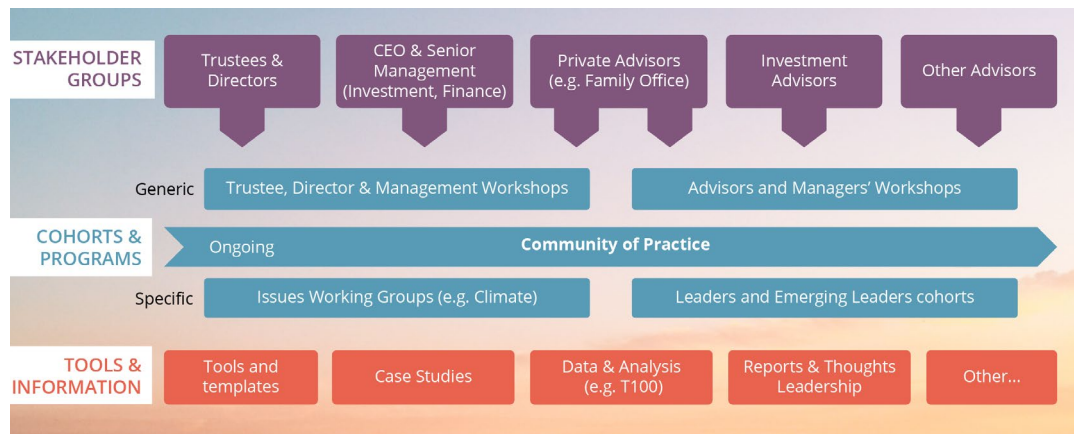 STAKEHOLDER
GROUPS
Trustees &
Directors
CEO & Senior
Management
(Investment, Finance)
Private Advisors
(e.g. Family Office)
Investment
Advisors
Other Advisors
Generic
Trustee, Director & Management Workshops
Advisors and Managers’ Workshops
COHORTS &
PROGRAMS
Ongoing
Community of Practice
Specific
Issues Working Groups (e.g. Climate)
Leaders and Emerging Leaders cohorts
TOOLS &
INFORMATION
Tools and
templates
Case Studies
Data & Analysis
(e.g. T100)
Reports & Thoughts
Leadership
Other...